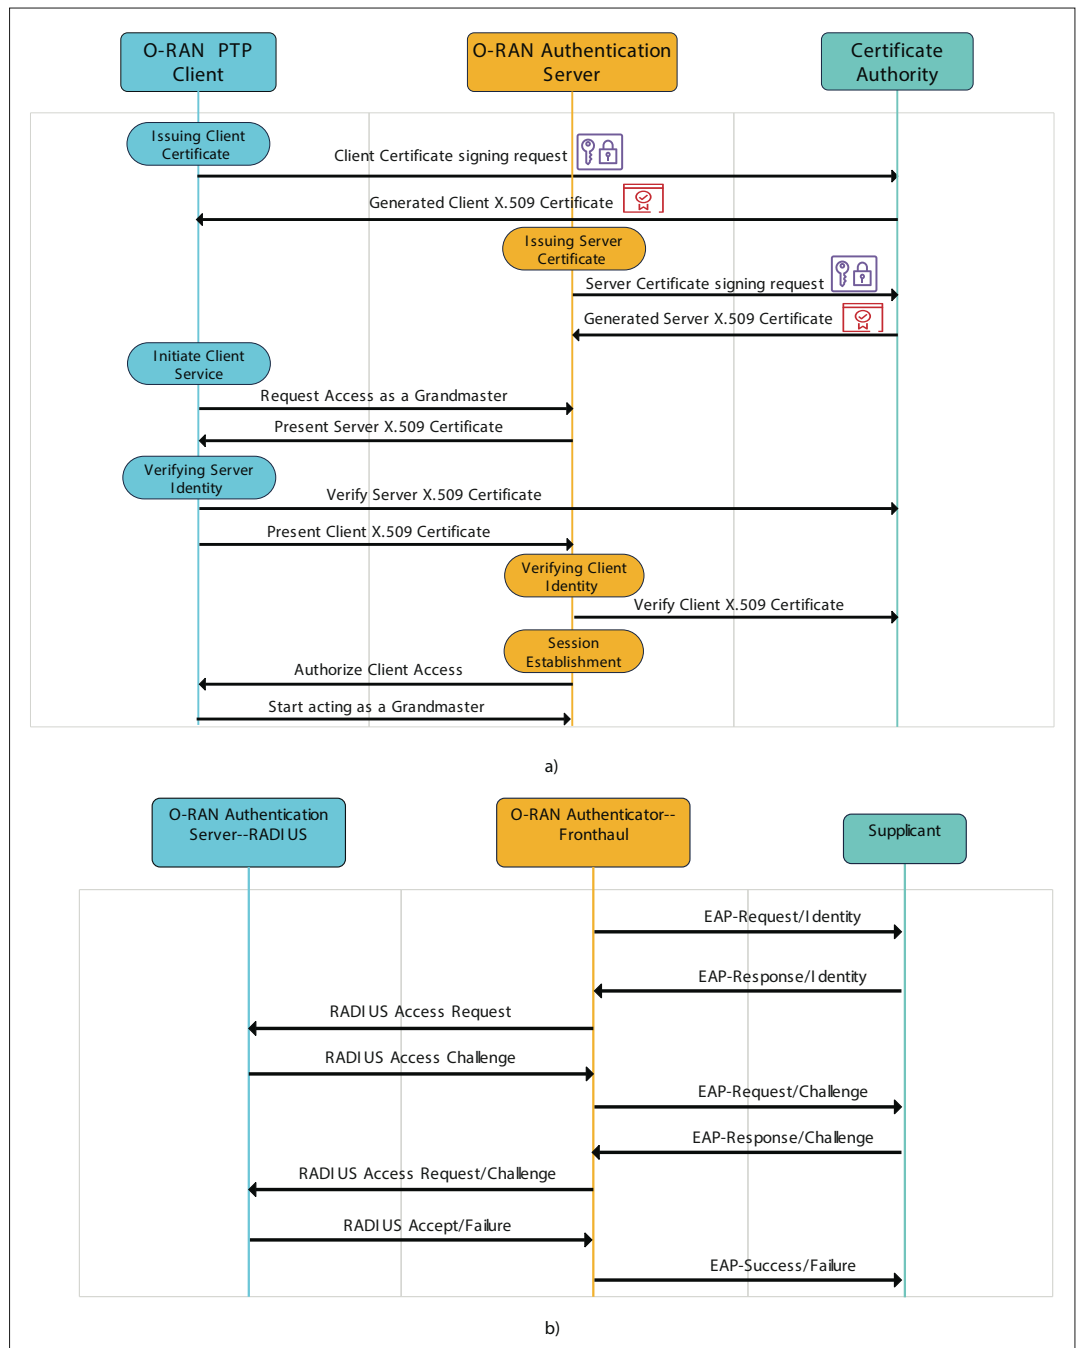 O-RAN PTP
Client
O-RAN Authentication
Server
Certificate
Authority
Issuing Client
Certificate
Client Certificate signing request
Generated Client X.509 Certificate
Issuing Server
Certificate
Server Certificate signing request
Generated Server X.509 Certificate
Initiate Client
Service
Request Access as a Grandmaster
Present Server X.509 Certificate
Verifying Server
Identity
Verify Server X.509 Certificate
Present Client X.509 Certificate
Verifying Client
Identity
Verify Client X.509 Certificate
Session
Establishment
Authorize Client Access
Start acting as a Grandmaster
a)
O-RAN Authentication
Server--RADIUS
O-RAN Authenticator--
Fronthaul
Supplicant
EAP-Request/Identity
EAP-Response/Identity
RADIUS Access Request
RADIUS Access Challenge
EAP-Request/Challenge
EAP-Response/Challenge
RADIUS Access Request/Challenge
RADIUS Accept/Failure
EAP-Success/Failure
b)